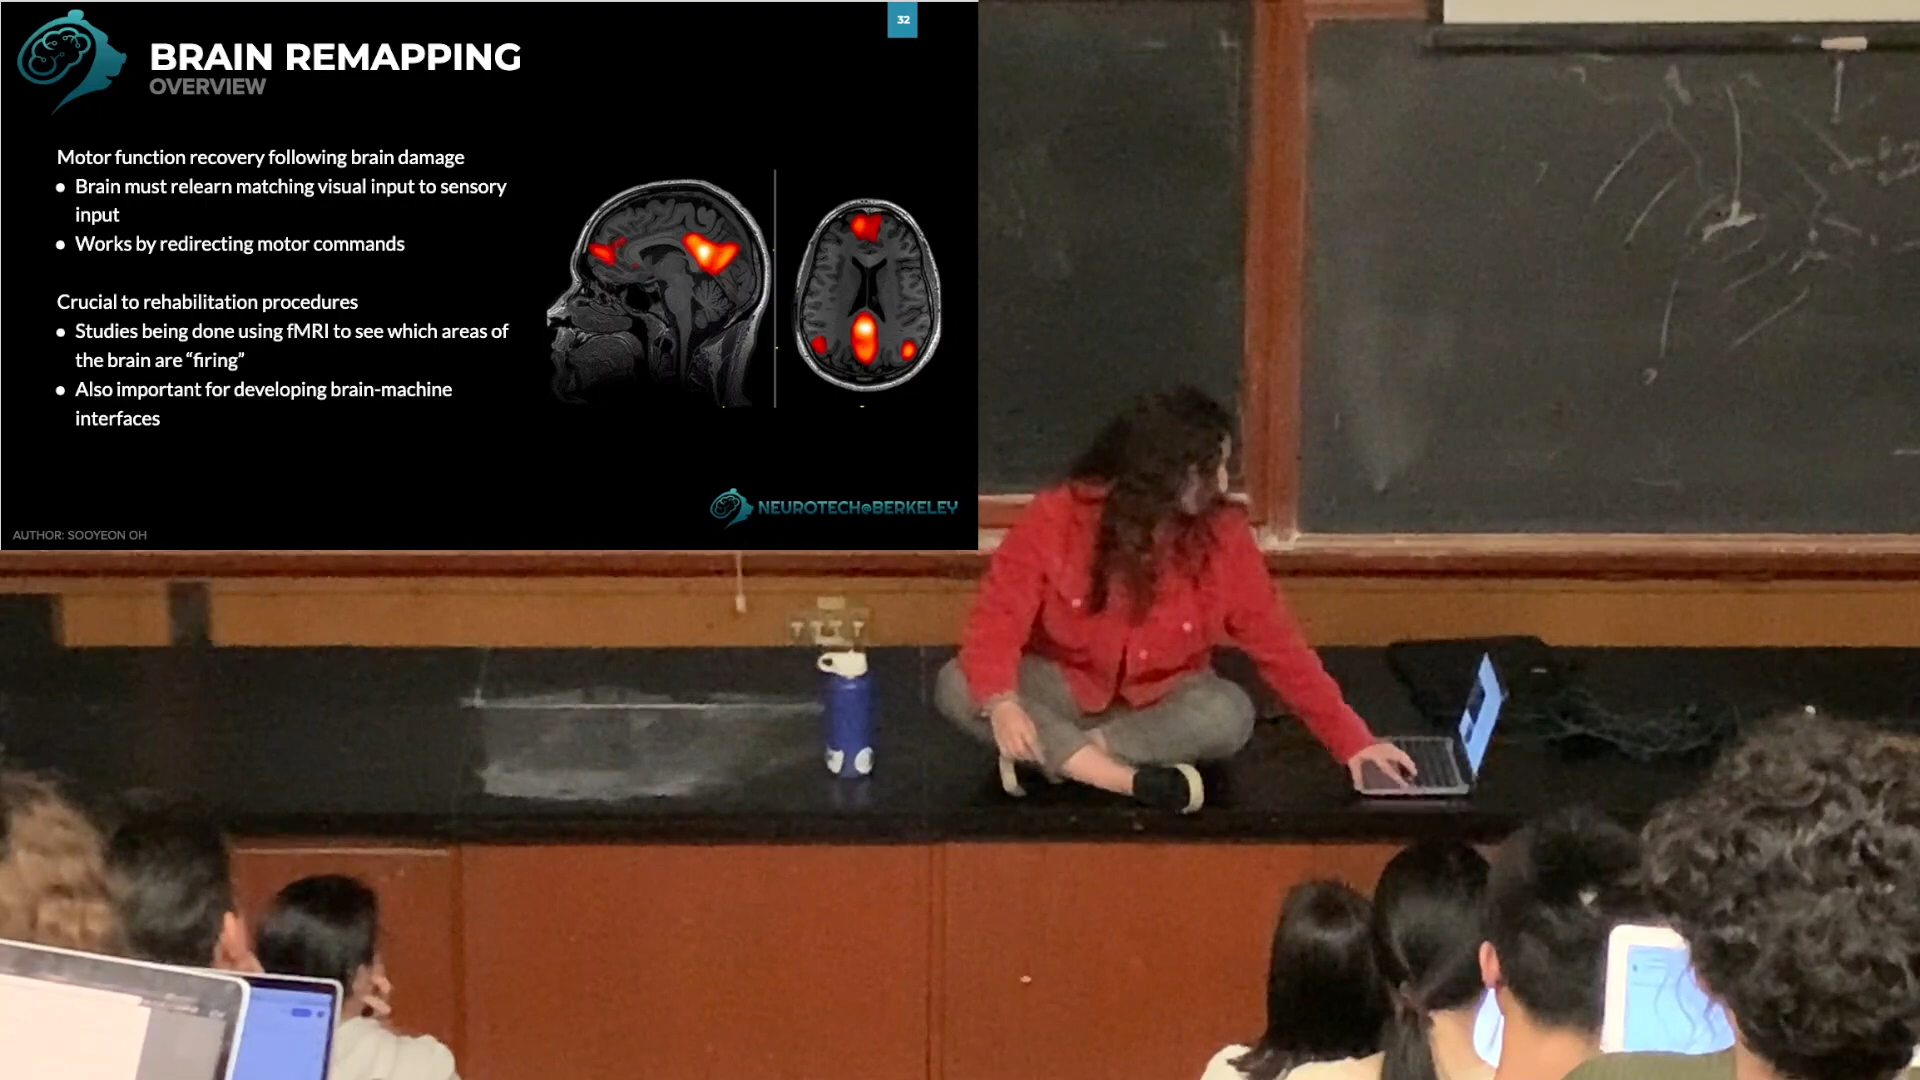 32
BRAIN REMAPPING
OVERVIEW
Motor function recovery following brain damage
● Brain must relearn matching visual input to sensory
input
● Works by redirecting motor commands
Crucial to rehabilitation procedures
● Studies being done using fMRI to see which areas of
the brain are “firing”
● Also important for developing brain-machine
interfaces
NEUROTECH@BERKELEY
AUTHOR: SOOYEON OH